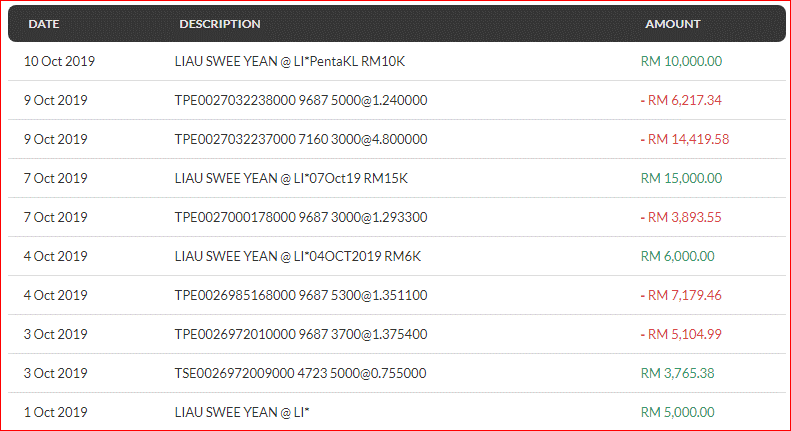 DATE DESCRIPTION AMOUNT
10 Oct 2019 LIAU SWEE YEAN @ LI*PentaKL RM10K RM 10,000.00
9 Oct 2019 TPE0027032238000 9687 5000@1.240000 - RM 6,217.34
9 Oct 2019 TPE0027032237000 7160 3000@4.800000 - RM 14,419.58
7 Oct 2019 LIAU SWEE YEAN @ LI*07Oct19 RM15K RM 15,000.00
7 Oct 2019 TPE0027000178000 9687 3000@1.293300 - RM 3,893.55
4 Oct 2019 LIAU SWEE YEAN @ LI*04OCT2019 RM6K RM 6,000.00
4 Oct 2019 TPE0026985168000 9687 5300@1.351100 - RM 7,179.46
3 Oct 2019 TPE0026972010000 9687 3700@1.375400 - RM 5,104.99
3 Oct 2019 TSE0026972009000 4723 5000@0.755000 RM 3,765.38
1 Oct 2019 LIAU SWEE YEAN @ LI* RM 5,000.00